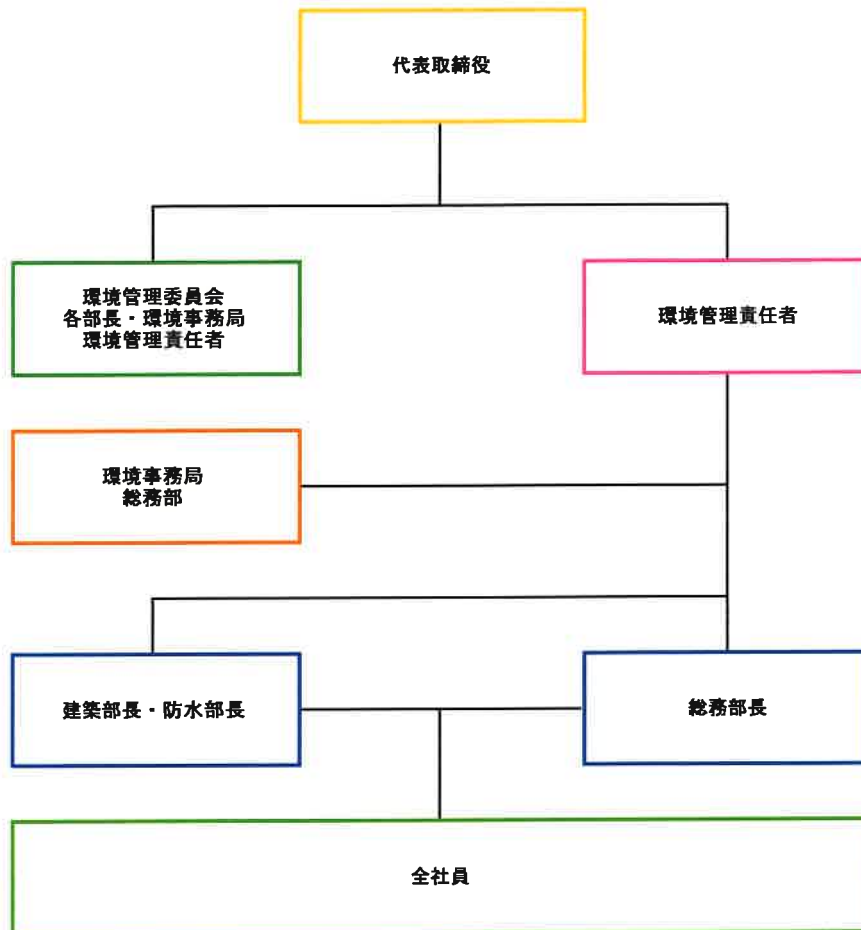 代表取締役
環境管理委員会
各部長・環境事務局
環境管理責任者
環境管理責任者
環境事務局
総務部
建築部長・防水部長
総務部長
全社員